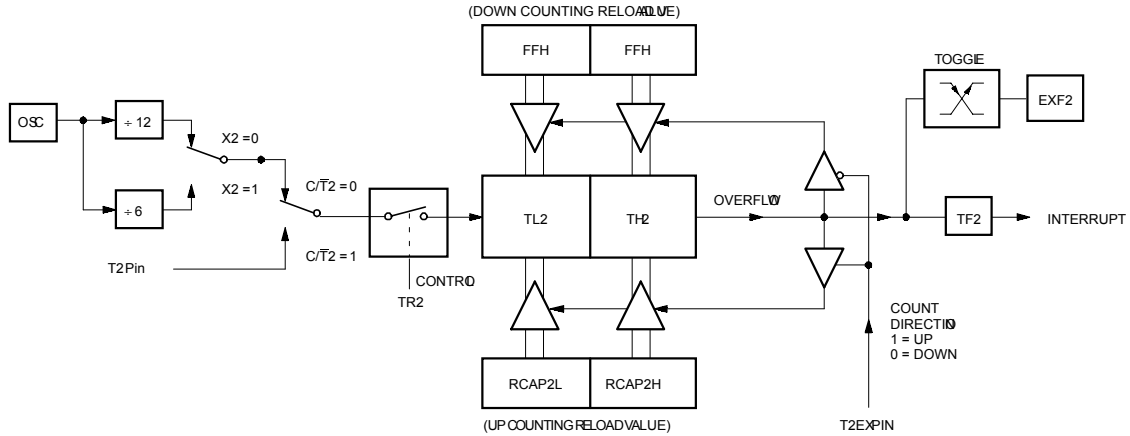 (DOWN COUNTING RELOAD VALUE)
FFH
FFH
TOGGLE
OSC
÷ 12
EXF2
X2 = 0
X2 = 1
C/T̅2 = 0
÷ 6
TL2
TH2
OVERFLOW
TF2
INTERRUPT
T2 Pin
C/T̅2 = 1
CONTROL
TR2
COUNT
DIRECTION
1 = UP
0 = DOWN
RCAP2L
RCAP2H
(UP COUNTING RELOAD VALUE)
T2EX PIN